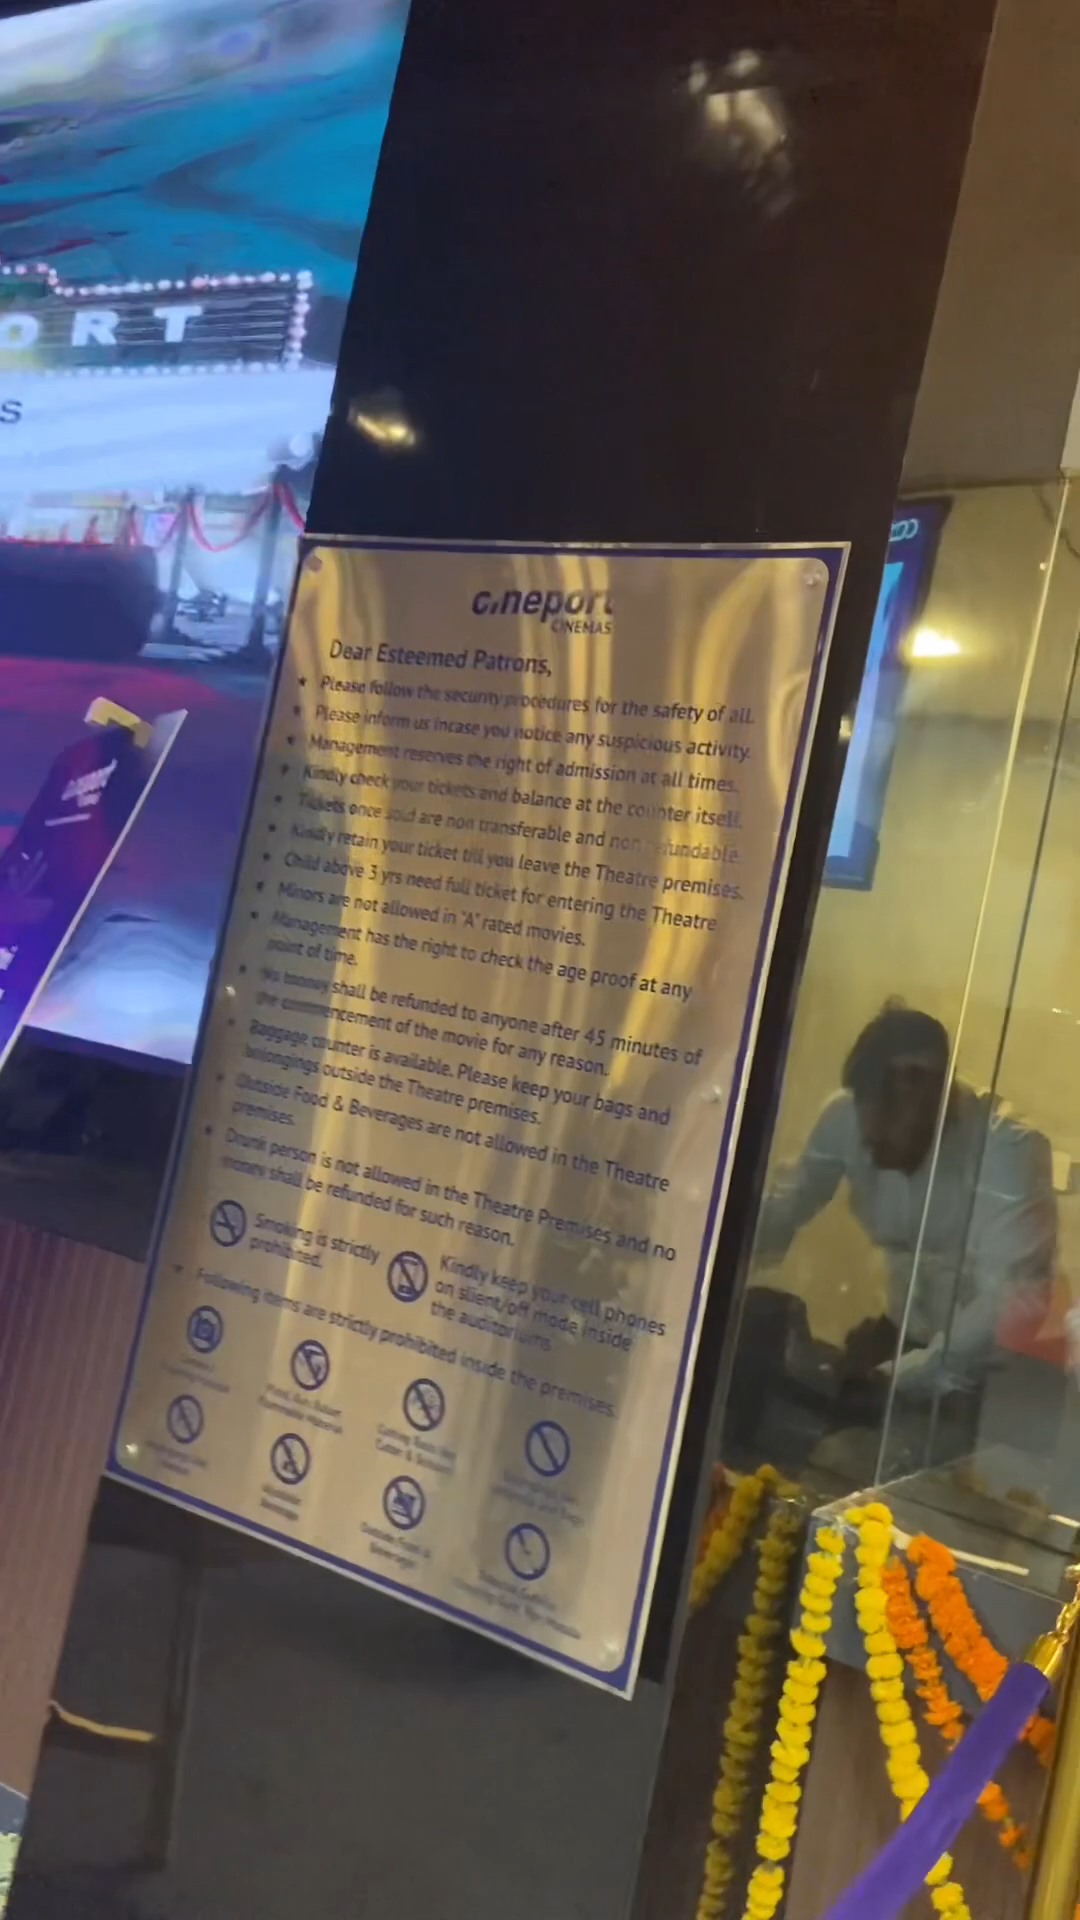 ORT
S
cineport
CINEMAS
Dear Esteemed Patrons,
Please follow the security procedures for the safety of all.
Please inform us incase you notice any suspicious activity.
Management reserves the right of admission at all times.
Kindly check your tickets and balance at the counter itself.
Tickets once sold are non transferable and non refundable.
Kindly retain your ticket till you leave the Theatre premises.
Child above 3 yrs need full ticket for entering the Theatre
Minors are not allowed in "A" rated movies.
Management has the right to check the age proof at any
point of time.
No money shall be refunded to anyone after 45 minutes of
the commencement of the movie for any reason.
Baggage counter is available. Please keep your bags and
belongings outside the Theatre premises.
Outside Food & Beverages are not allowed in the Theatre
premises.
Drunk person is not allowed in the Theatre Premises and no
money shall be refunded for such reason.
Smoking is strictly
prohibited.
Kindly keep your cell phones
on slient/off mode inside
the auditoriums
Following items are strictly prohibited inside the premises.
Outside Food &
Beverages